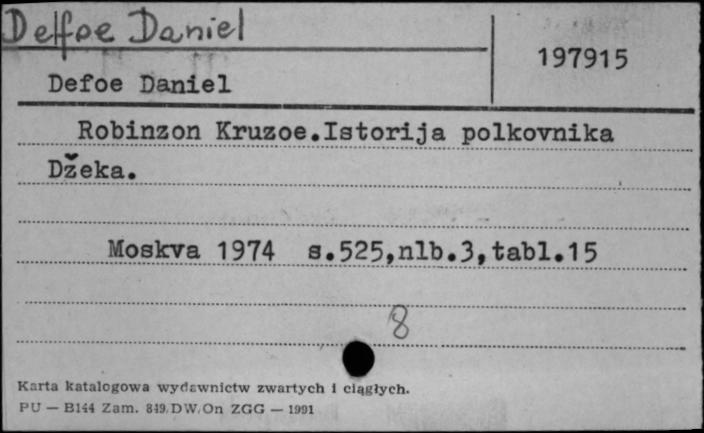 Defoe Daniel
197915
Defoe Daniel
Robinzon Kruzoe.Istorija polkovnika
Džeka.
Moskva 1974 s.525,nlb.3,tabl.15
8
Karta katalogowa wydawnictw zwartych i ciągłych.
PU — B144 Zam. 849/DW/On ZGG — 1991